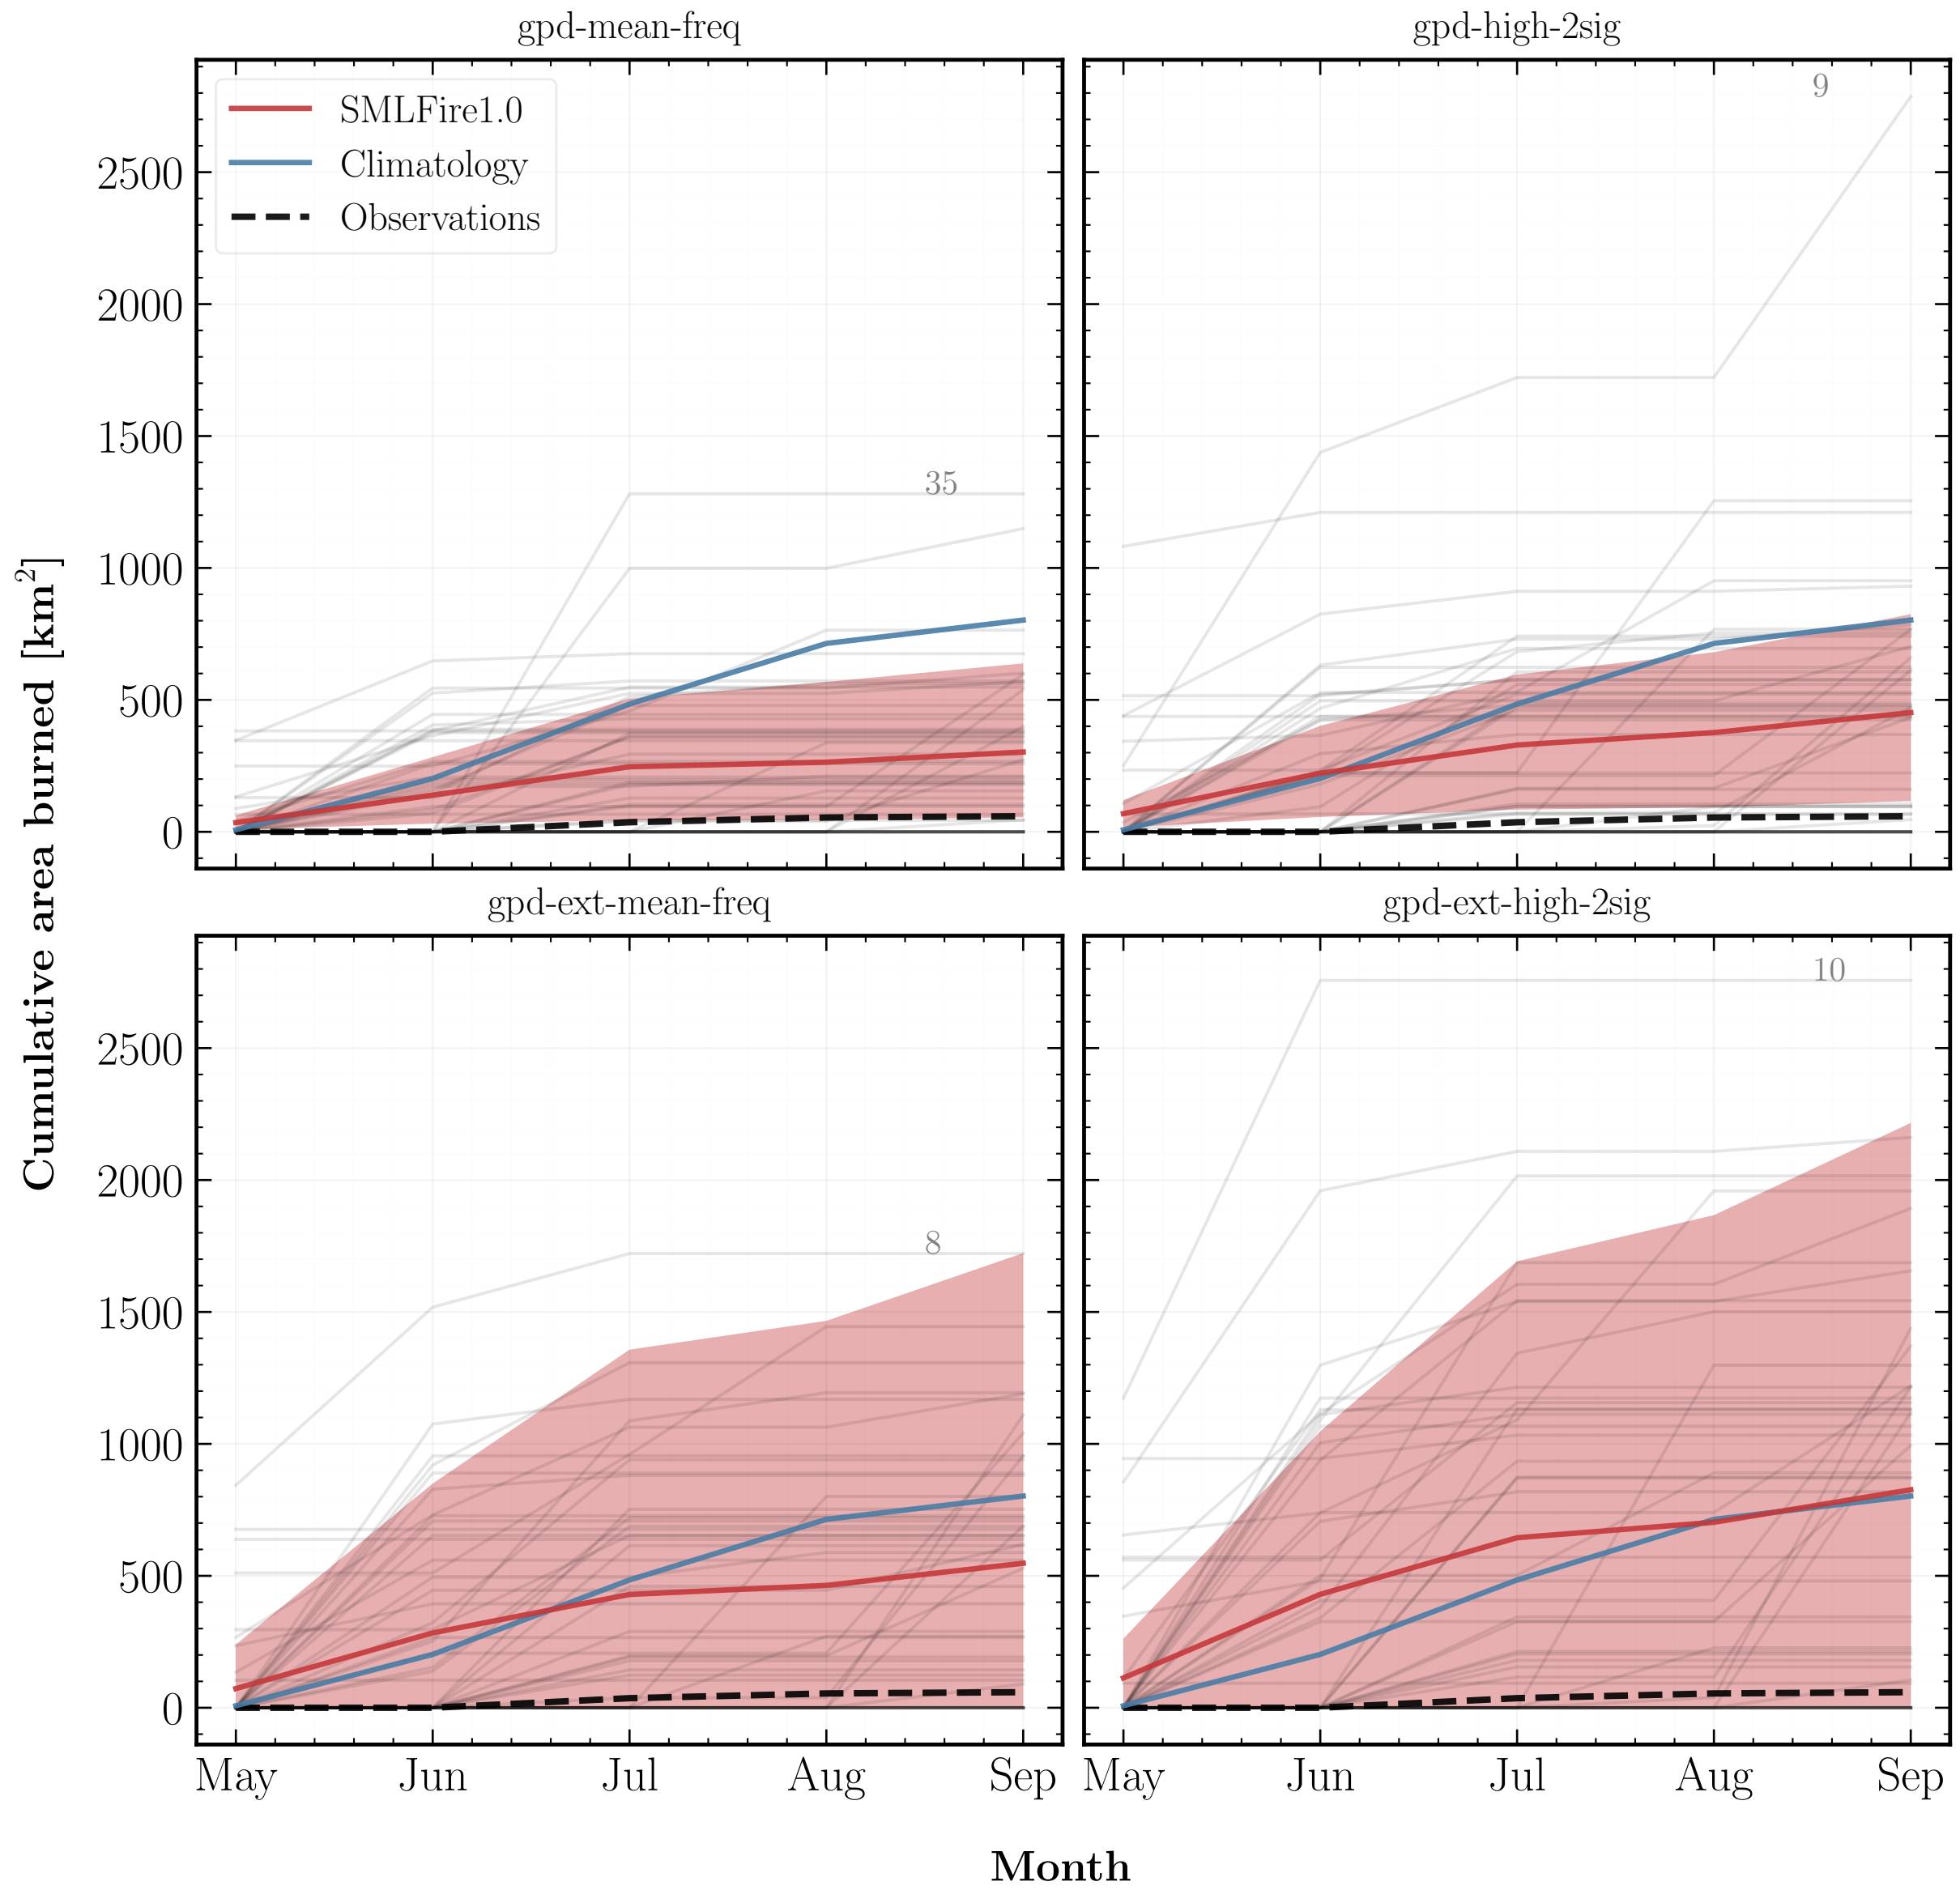 gpd-mean-freq
gpd-high-2sig
SMLFire1.0
Climatology
Observations
9
35
2500
2000
1500
1000
500
0
Cumulative area burned [km²]
gpd-ext-mean-freq
gpd-ext-high-2sig
10
8
2500
2000
1500
1000
500
0
May Jun Jul Aug Sep
May Jun Jul Aug Sep
Month